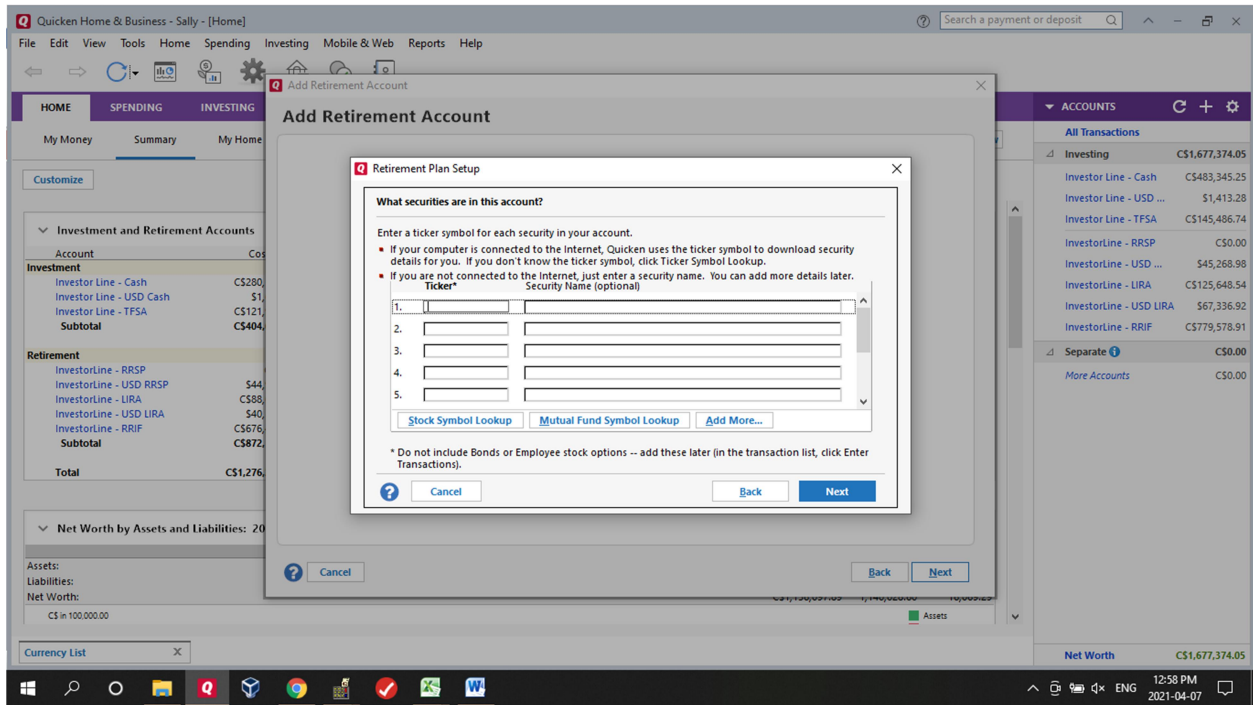 Quicken Home & Business - Sally - [Home]
Search a payment or deposit
File Edit View Tools Home Spending Investing Mobile & Web Reports Help
HOME SPENDING INVESTING
My Money Summary My Home
Customize
Investment and Retirement Accounts
Account Cos
Investment
Investor Line - Cash C$280,
Investor Line - USD Cash $1,
Investor Line - TFSA C$121,
Subtotal C$404,
Retirement
InvestorLine - RRSP
InvestorLine - USD RRSP $44,
InvestorLine - LIRA C$88,
InvestorLine - USD LIRA $40,
InvestorLine - RRIF C$676,
Subtotal C$872,
Total C$1,276,
Net Worth by Assets and Liabilities: 20
Assets:
Liabilities:
Net Worth:
C$ in 100,000.00
Assets
Currency List X
Add Retirement Account
Add Retirement Account
Retirement Plan Setup
What securities are in this account?
Enter a ticker symbol for each security in your account.
If your computer is connected to the Internet, Quicken uses the ticker symbol to download security
details for you. If you don't know the ticker symbol, click Ticker Symbol Lookup.
If you are not connected to the Internet, just enter a security name. You can add more details later.
Ticker* Security Name (optional)
1.
2.
3.
4.
5.
Stock Symbol Lookup Mutual Fund Symbol Lookup Add More...
* Do not include Bonds or Employee stock options -- add these later (in the transaction list, click Enter
Transactions).
Cancel Back Next
Cancel Back Next
ACCOUNTS
All Transactions
Investing C$1,677,374.05
Investor Line - Cash C$483,345.25
Investor Line - USD ... $1,413.28
Investor Line - TFSA C$145,486.74
InvestorLine - RRSP C$0.00
InvestorLine - USD ... $45,268.98
InvestorLine - LIRA C$125,648.54
InvestorLine - USD LIRA $67,336.92
InvestorLine - RRIF C$779,578.91
Separate C$0.00
More Accounts C$0.00
Net Worth C$1,677,374.05
ENG
12:58 PM
2021-04-07